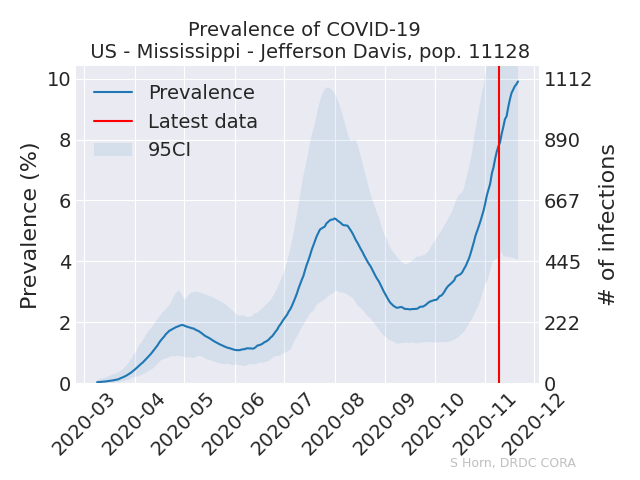 Prevalence of COVID-19
US - Mississippi - Jefferson Davis, pop. 11128
Prevalence (%)
10
8
6
4
2
0
Prevalence
Latest data
95CI
1112
890
667
445
222
0
# of infections
2020-03
2020-04
2020-05
2020-06
2020-07
2020-08
2020-09
2020-10
2020-11
2020-12
S Horn, DRDC CORA